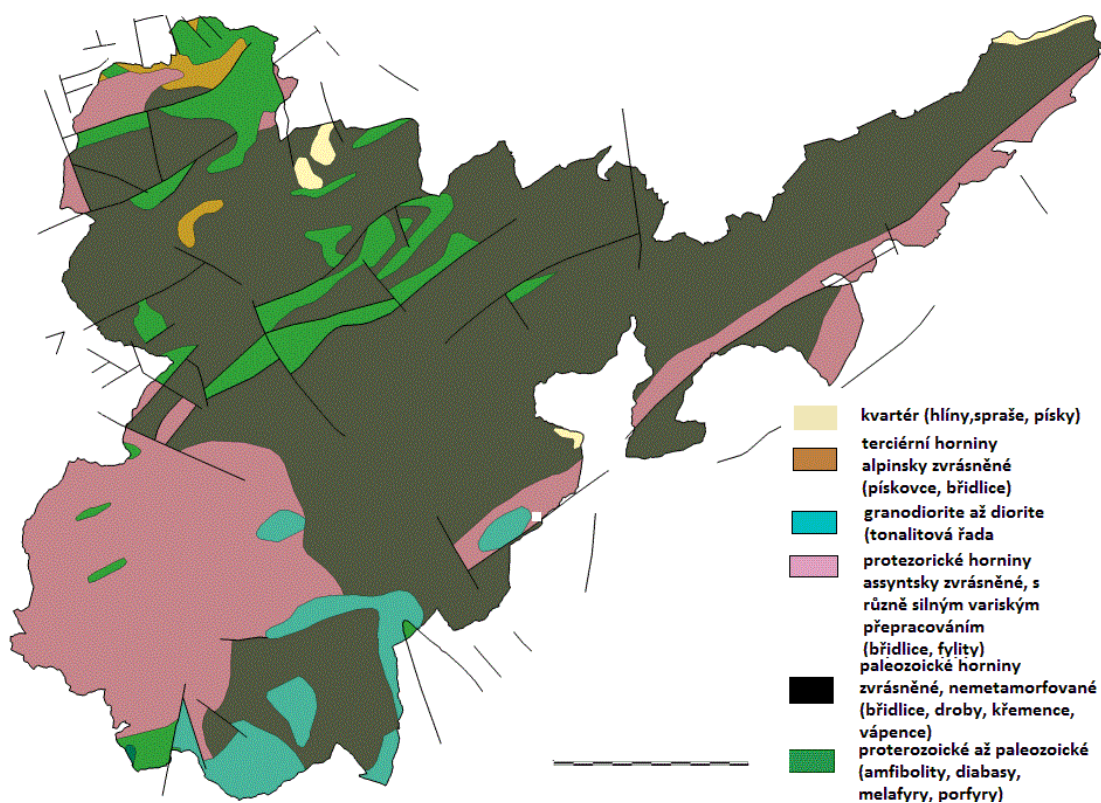 kvartér (hlíny,spraše, písky)
terciérní horniny
alpinsky zvrásněné
(pískovce, břidlice)
granodiorite až diorite
(tonalitová řada
protezorické horniny
assyntsky zvrásněné, s
různě silným variským
přepracováním
(břidlice, fylity)
paleozoické horniny
zvrásněné, nemetamorfované
(břidlice, droby, křemence,
vápence)
proterozoické až paleozoické
(amfibolity, diabasy,
melafyry, porfyry)